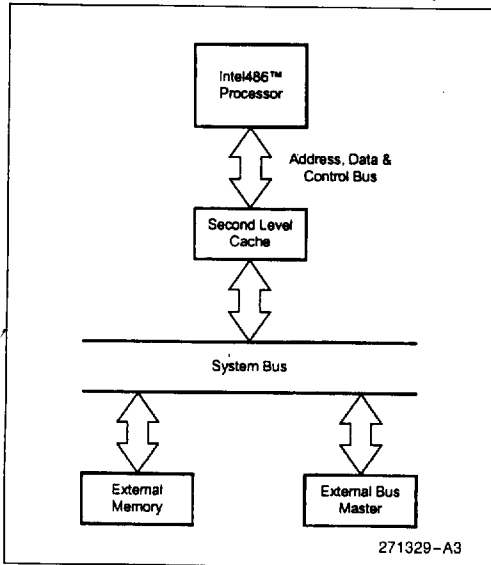 Intel486™
Processor
Address, Data &
Control Bus
Second Level
Cache
System Bus
External
Memory
External Bus
Master
271329-A3